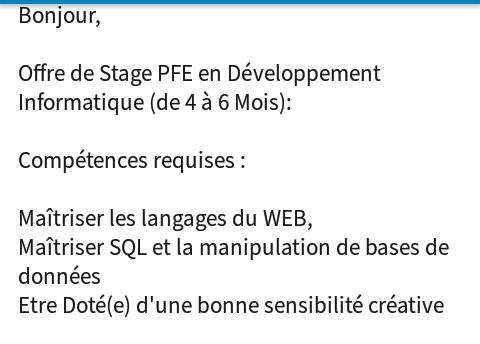 Bonjour,
Offre de Stage PFE en Développement
Informatique (de 4 à 6 Mois):
Compétences requises :
Maîtriser les langages du WEB,
Maîtriser SQL et la manipulation de bases de
données
Etre Doté(e) d'une bonne sensibilité créative